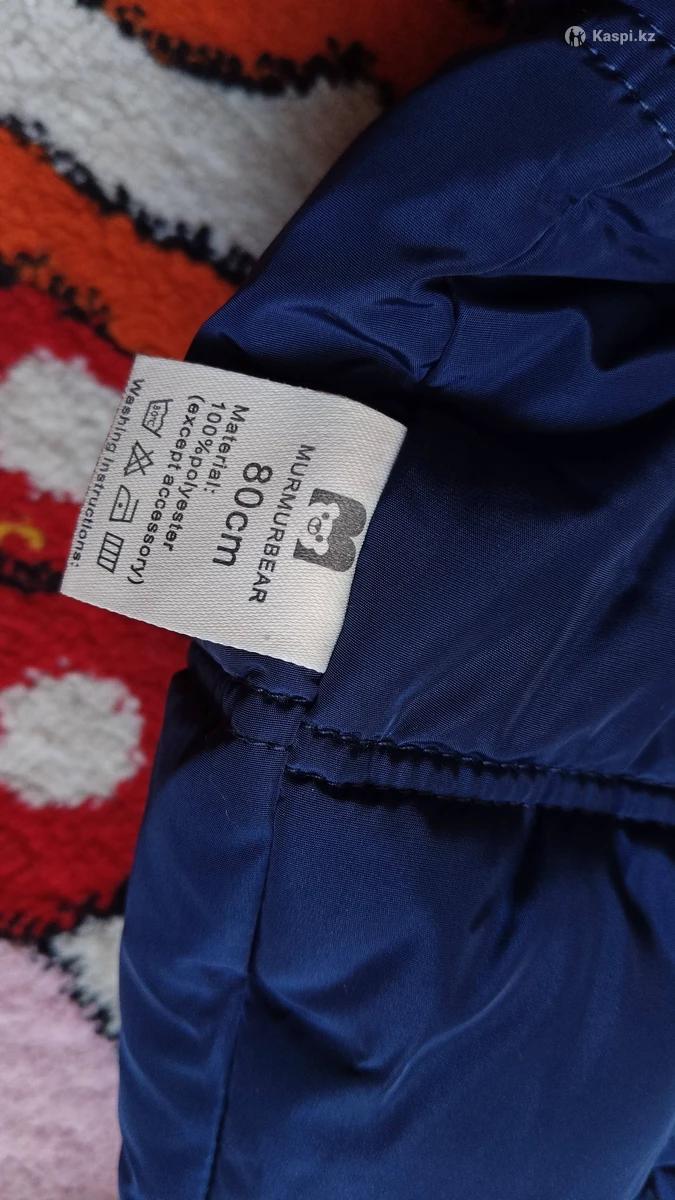 Kaspi.kz
MURMURBEAR
80cm
Material:
100%polyester
(except accessory)
Washing instructions: